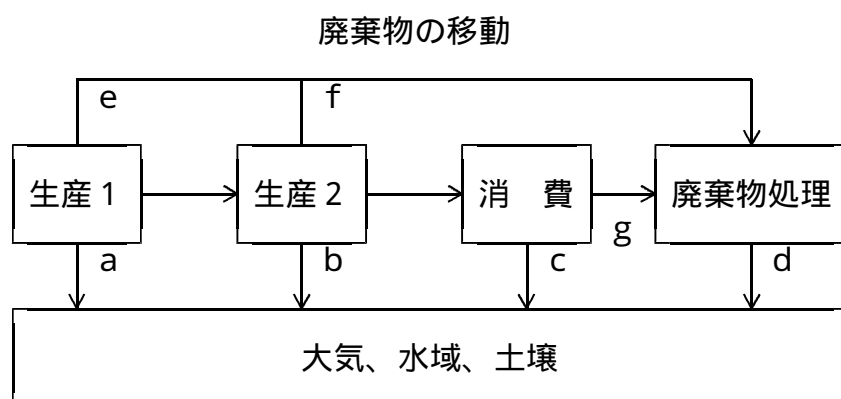 廃棄物の移動
e f
生産1 生産2 消 費 廃棄物処理
g
a b c d
大気、水域、土壌